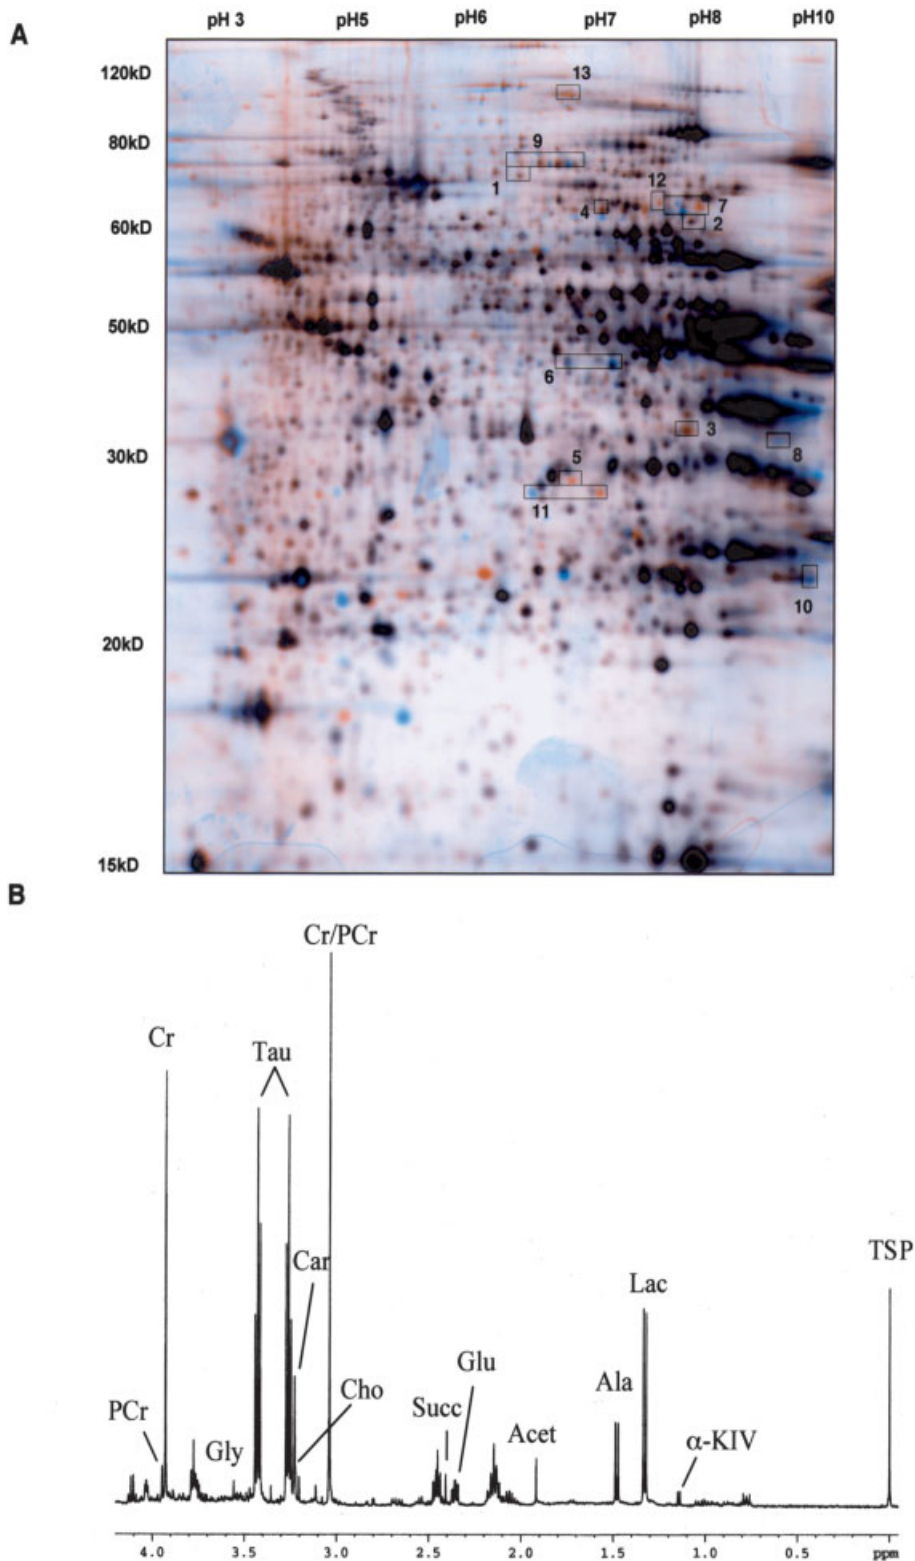 A
pH 3 pH5 pH6 pH7 pH8 pH10
120kD
13
80kD
9
1
12
4
7
60kD
2
50kD
6
3
30kD
8
5
11
10
20kD
15kD
B
Cr/PCr
Cr
Tau
TSP
Car
Lac
Glu
Cho
Ala
Succ
PCr
Acet
α-KIV
Gly
4.0 3.5 3.0 2.5 2.0 1.5 1.0 0.5 ppm